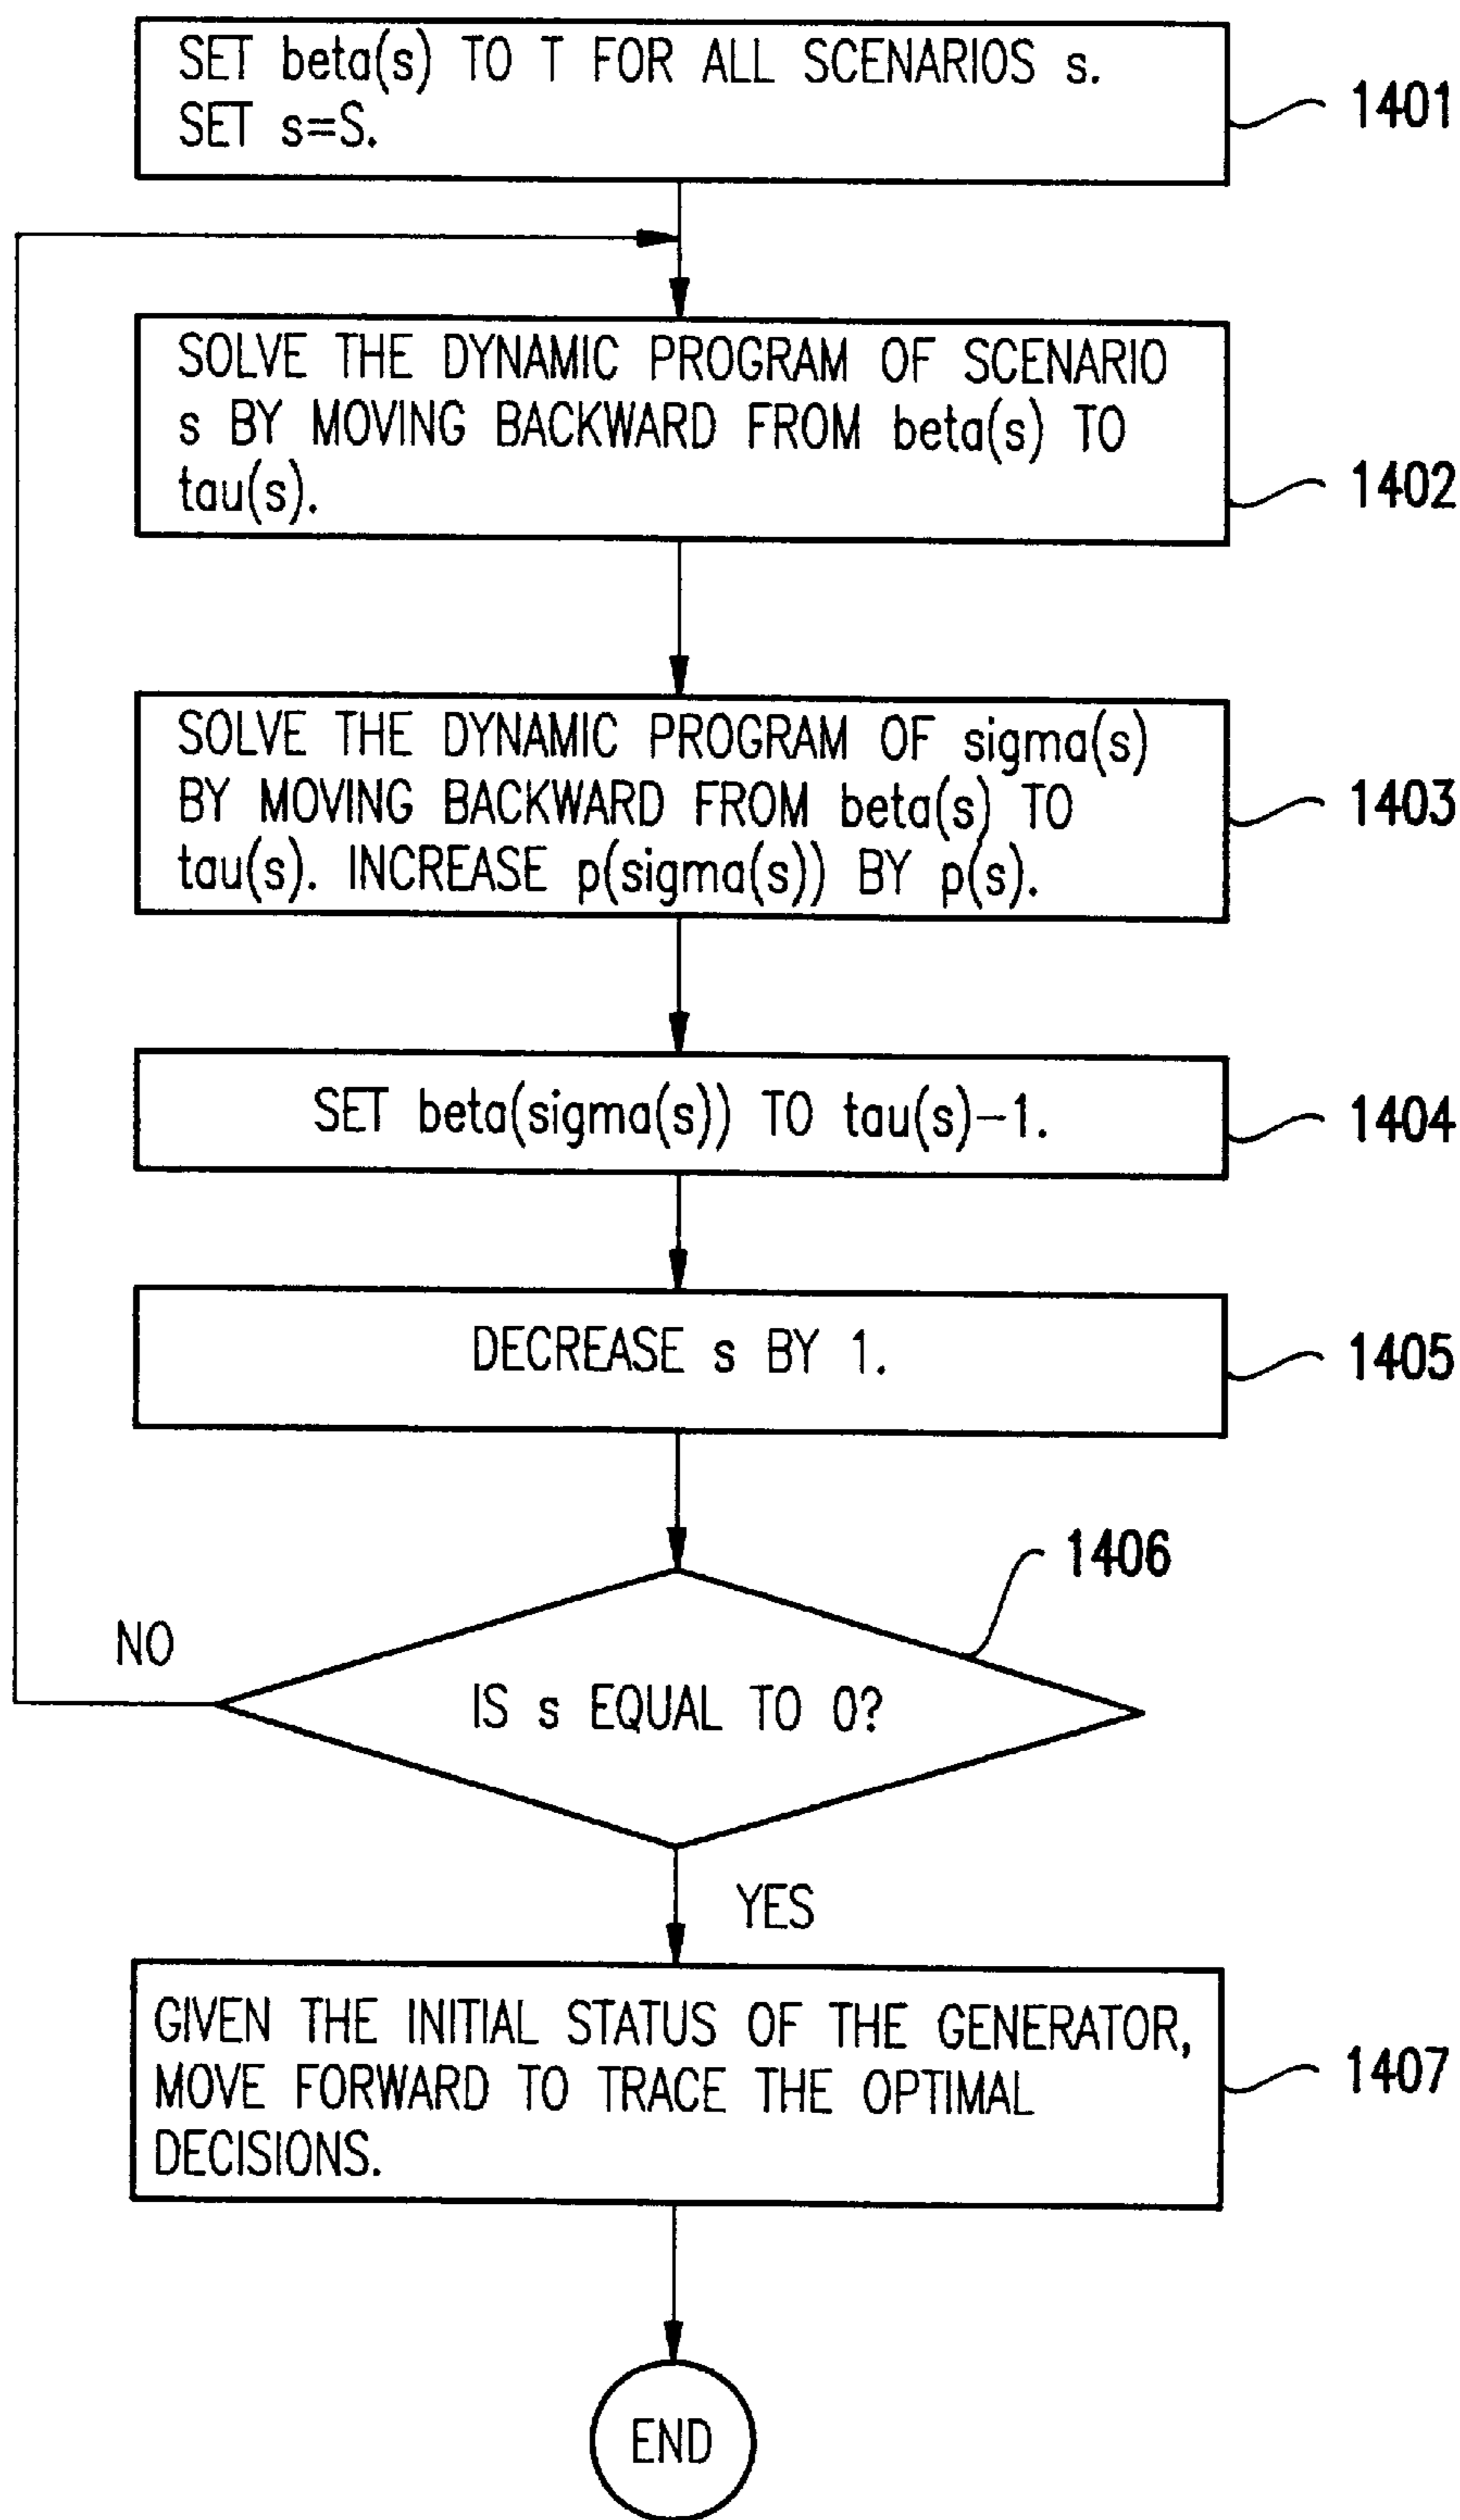 SET beta(s) TO T FOR ALL SCENARIOS s.
SET s=S.
1401
SOLVE THE DYNAMIC PROGRAM OF SCENARIO
s BY MOVING BACKWARD FROM beta(s) TO
tau(s).
1402
SOLVE THE DYNAMIC PROGRAM OF sigma(s)
BY MOVING BACKWARD FROM beta(s) TO
tau(s). INCREASE p(sigma(s)) BY p(s).
1403
SET beta(sigma(s)) TO tau(s)-1.
1404
DECREASE s BY 1.
1405
1406
NO
IS s EQUAL TO 0?
YES
GIVEN THE INITIAL STATUS OF THE GENERATOR,
MOVE FORWARD TO TRACE THE OPTIMAL
DECISIONS.
1407
END